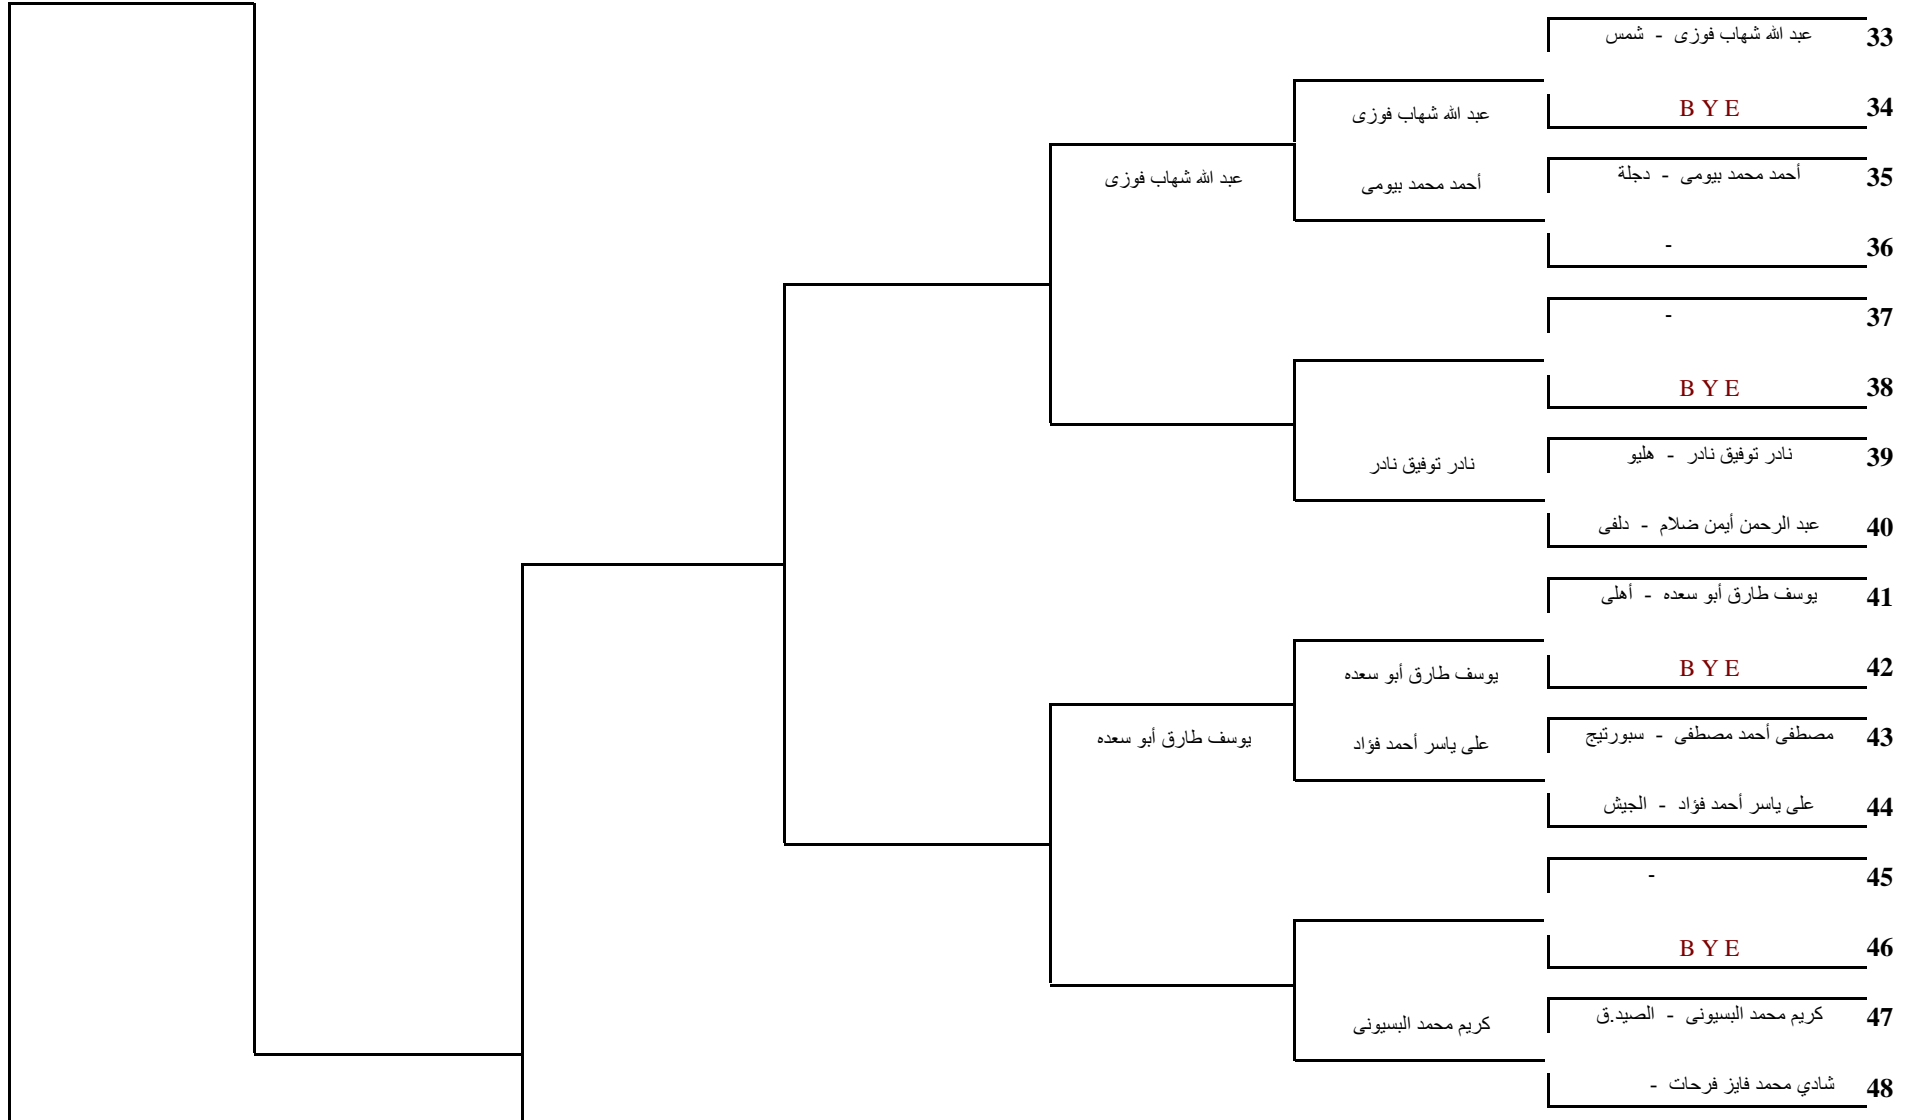 33 عبد الله شهاب فوزى - شمس
34 B Y E
عبد الله شهاب فوزى
35 أحمد محمد بيومى - دجلة
أحمد محمد بيومى
عبد الله شهاب فوزى
36 -
37 -
38 B Y E
39 نادر توفيق نادر - هليو
نادر توفيق نادر
40 عبد الرحمن أيمن ضلام - دلفى
41 يوسف طارق أبو سعده - أهلى
42 B Y E
يوسف طارق أبو سعده
43 مصطفى أحمد مصطفى - سبورتيج
على ياسر أحمد فؤاد
يوسف طارق أبو سعده
44 على ياسر أحمد فؤاد - الجيش
45 -
46 B Y E
47 كريم محمد البسيونى - الصيد.ق
كريم محمد البسيونى
48 شادي محمد فايز فرحات -